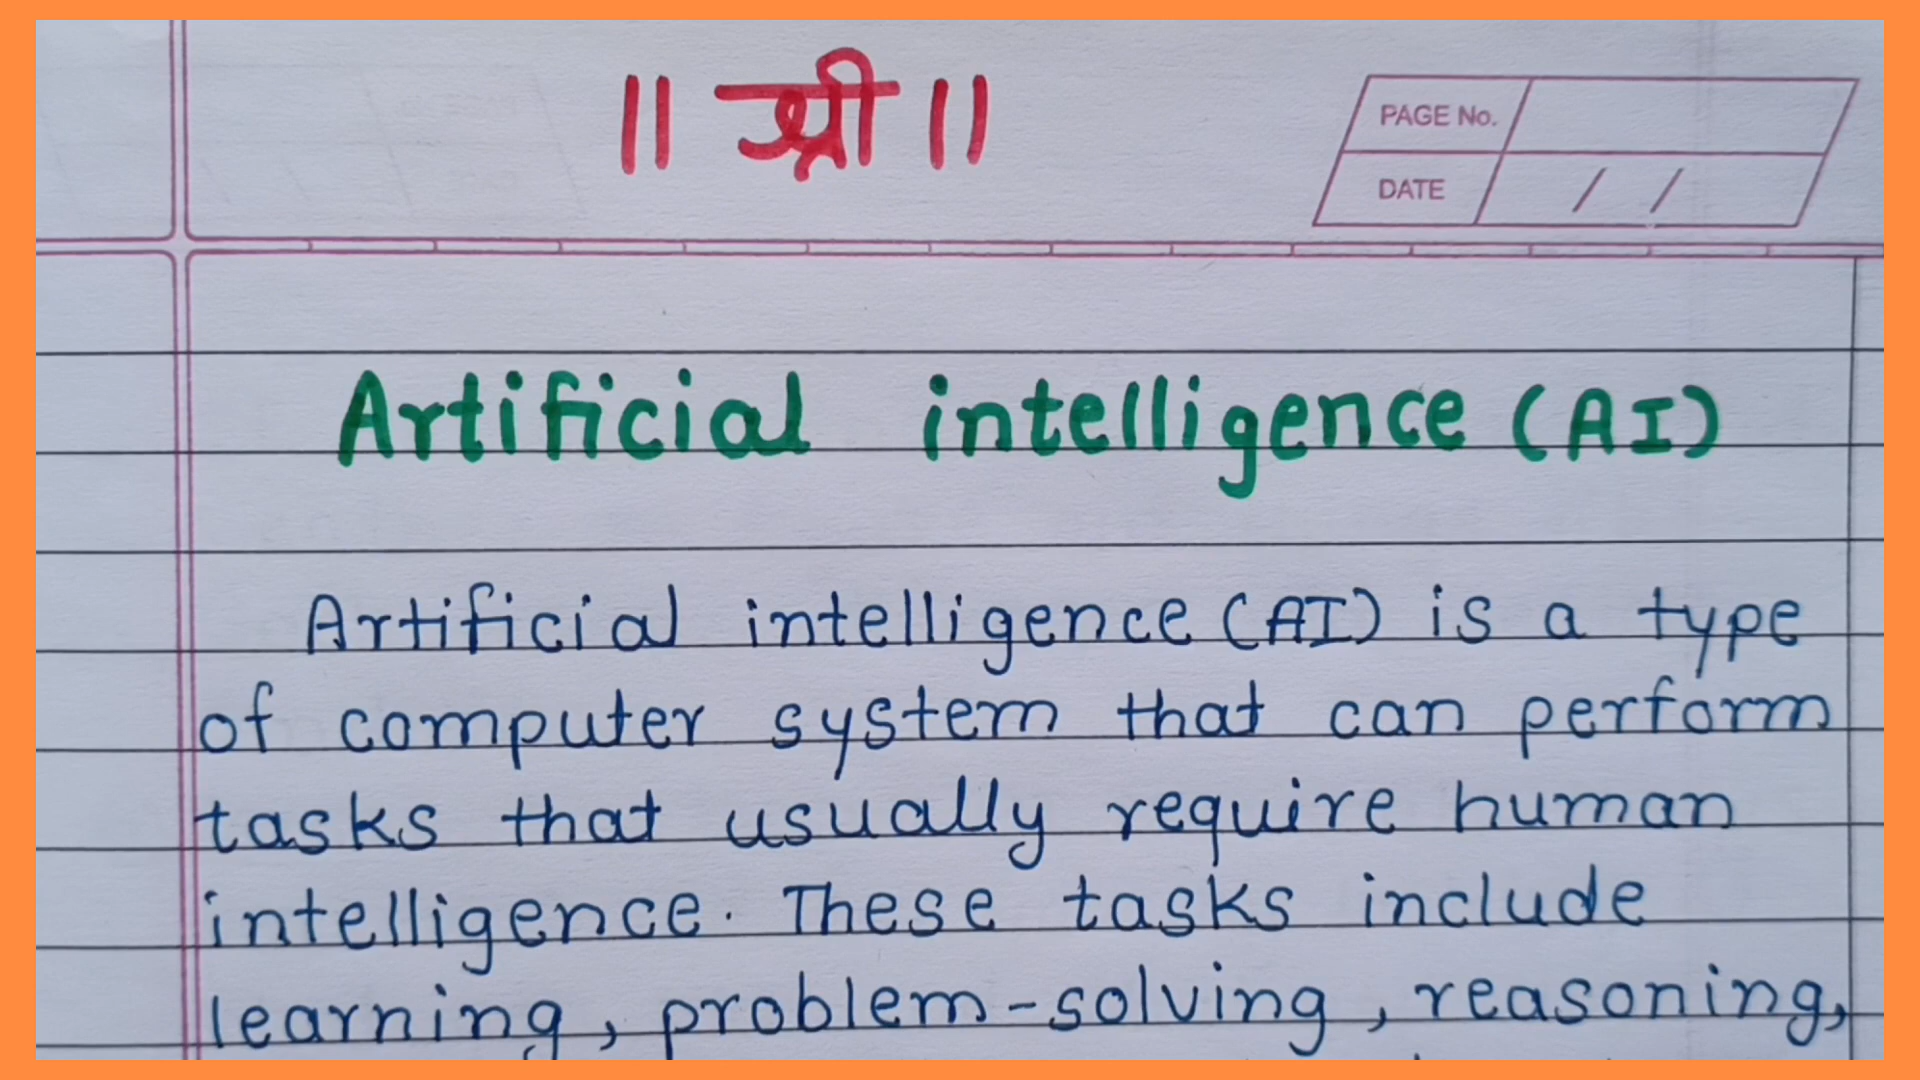 || श्री ||
PAGE No.
DATE / /
Artificial intelligence (AI)
Artificial intelligence (AI) is a type
of computer system that can perform
tasks that usually require human
intelligence. These tasks include
learning, problem-solving, reasoning,